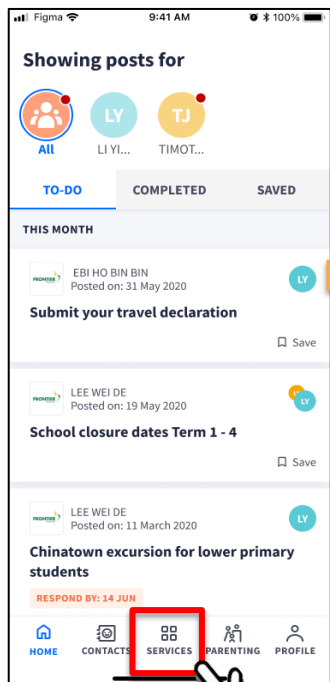 Figma 9:41 AM 100%
Showing posts for
LY TJ
All LI YI... TIMOT...
TO-DO COMPLETED SAVED
THIS MONTH
FRONTIER
EBI HO BIN BIN
Posted on: 31 May 2020
LY
Submit your travel declaration
Save
FRONTIER
LEE WEI DE
Posted on: 19 May 2020
LY
School closure dates Term 1 - 4
Save
FRONTIER
LEE WEI DE
Posted on: 11 March 2020
LY
Chinatown excursion for lower primary
students
RESPOND BY: 14 JUN
HOME CONTACTS SERVICES PARENTING PROFILE